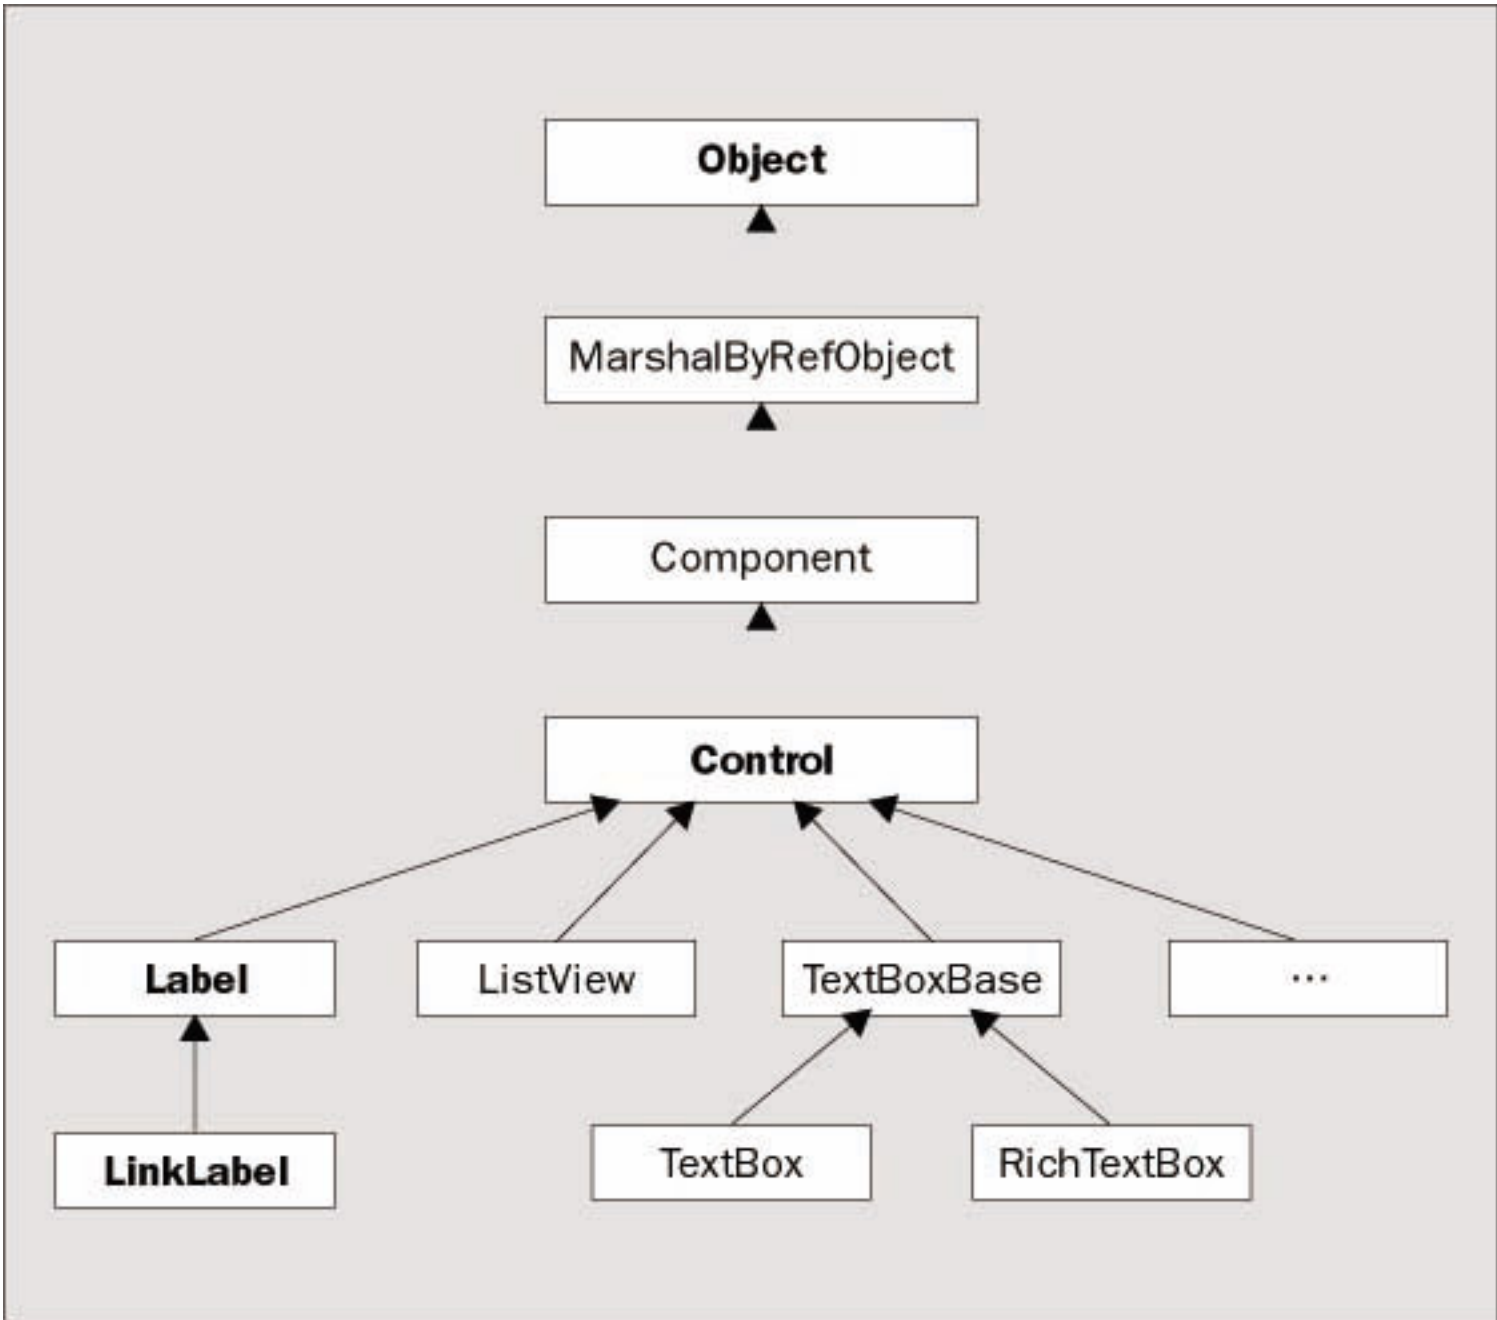 Object
MarshalByRefObject
Component
Control
Label
ListView
TextBoxBase
...
LinkLabel
TextBox
RichTextBox